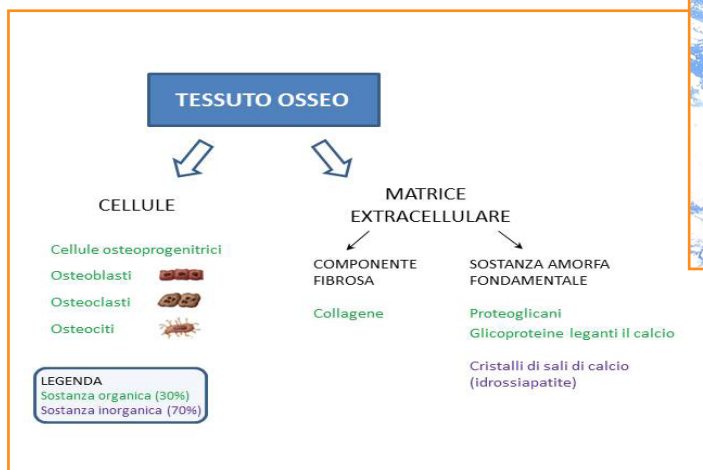 TESSUTO OSSEO
CELLULE
Cellule osteoprogenitrici
Osteoblasti
Osteoclasti
Osteociti
MATRICE
EXTRACELLULARE
COMPONENTE
FIBROSA
Collagene
SOSTANZA AMORFA
FONDAMENTALE
Proteoglicani
Glicoproteine leganti il calcio
Cristalli di sali di calcio
(idrossiapatite)
LEGENDA
Sostanza organica (30%)
Sostanza inorganica (70%)